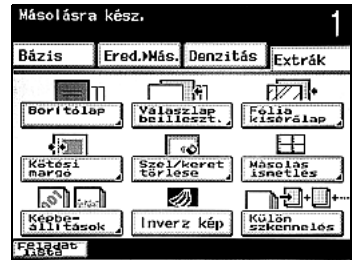 Másolásra kész.
1
Bázis
Ered.▸Más.
Denzitás
Extrák
Borítólap
Válaszlap
beilleszt.
Fólia
kísérőlap
Kötési
margó
Szél/keret
törlése
Másolás
ismétlés
Képbe-
állítások
Inverz kép
Külön
szkennelés
Feladat
lista